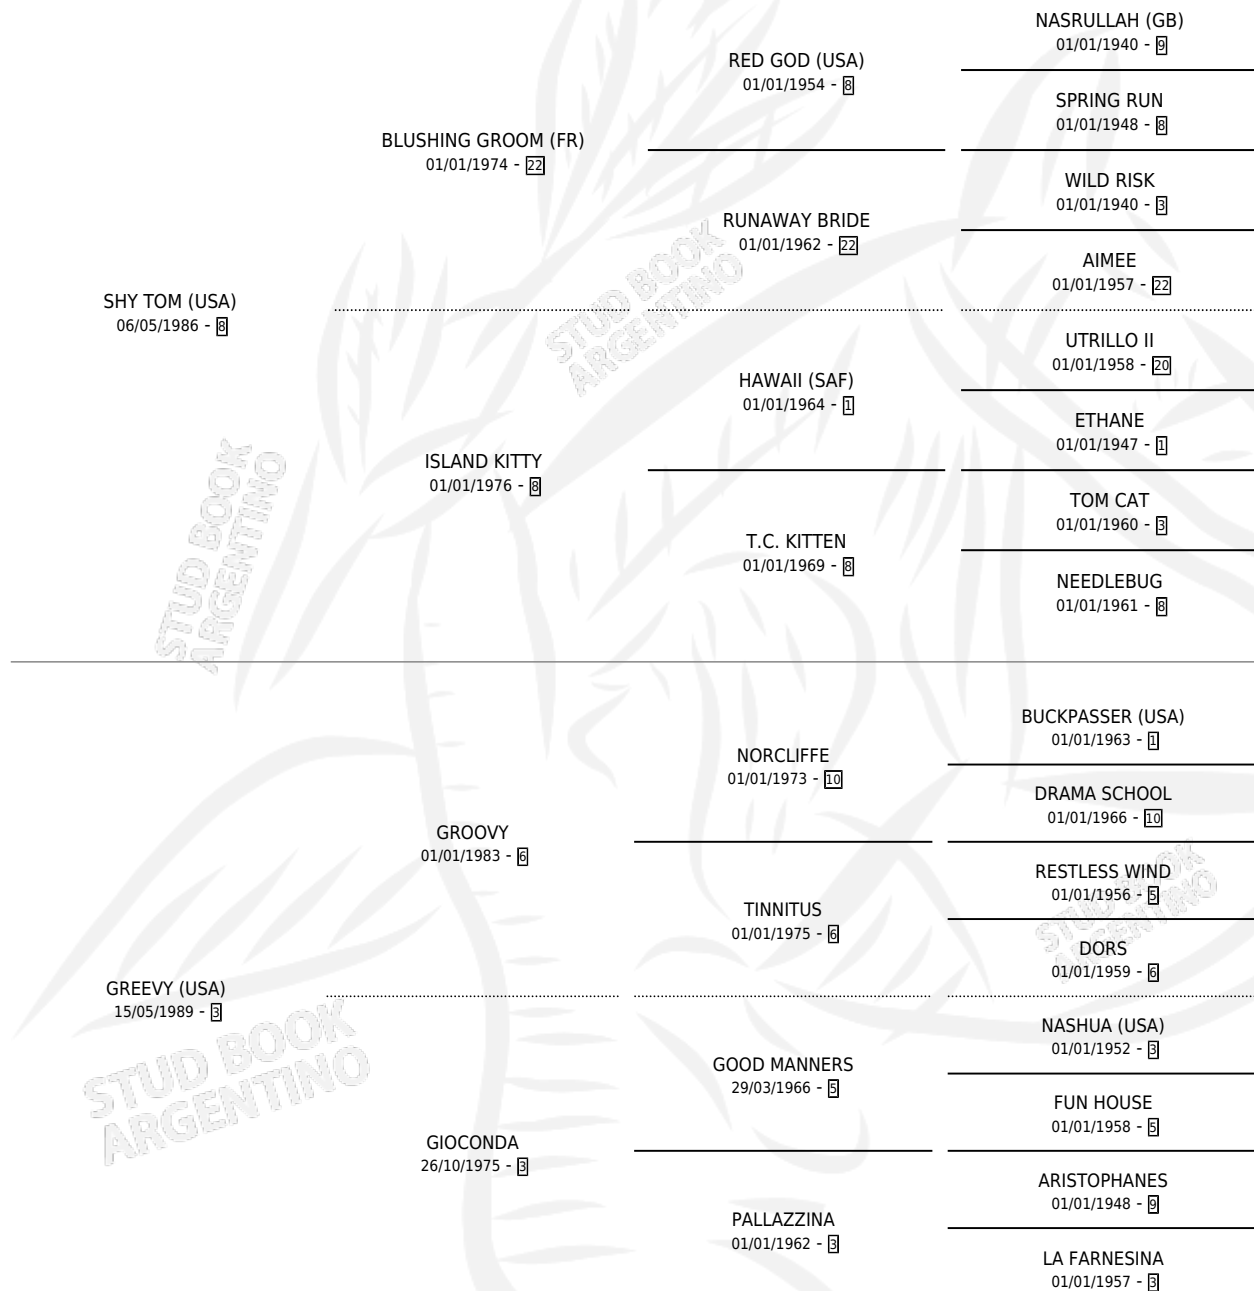 NASRULLAH (GB)
01/01/1940 - 9
RED GOD (USA)
01/01/1954 - 8
SPRING RUN
01/01/1948 - 8
BLUSHING GROOM (FR)
01/01/1974 - 22
WILD RISK
01/01/1940 - 3
RUNAWAY BRIDE
01/01/1962 - 22
AIMEE
01/01/1957 - 22
SHY TOM (USA)
06/05/1986 - 8
UTRILLO II
01/01/1958 - 20
HAWAII (SAF)
01/01/1964 - 1
ETHANE
01/01/1947 - 1
ISLAND KITTY
01/01/1976 - 8
TOM CAT
01/01/1960 - 3
T.C. KITTEN
01/01/1969 - 8
NEEDLEBUG
01/01/1961 - 8
BUCKPASSER (USA)
01/01/1963 - 1
NORCLIFFE
01/01/1973 - 10
DRAMA SCHOOL
01/01/1966 - 10
GROOVY
01/01/1983 - 6
RESTLESS WIND
01/01/1956 - 5
TINNITUS
01/01/1975 - 6
DORS
01/01/1959 - 6
GREEVY (USA)
15/05/1989 - 3
NASHUA (USA)
01/01/1952 - 3
GOOD MANNERS
29/03/1966 - 5
FUN HOUSE
01/01/1958 - 5
GIOCONDA
26/10/1975 - 3
ARISTOPHANES
01/01/1948 - 9
PALLAZZINA
01/01/1962 - 3
LA FARNESINA
01/01/1957 - 3
STUD BOOK
ARGENTINO
STUD BOOK
ARGENTINO
STUD BOOK
ARGENTINO
STUD BOOK
ARGENTINO